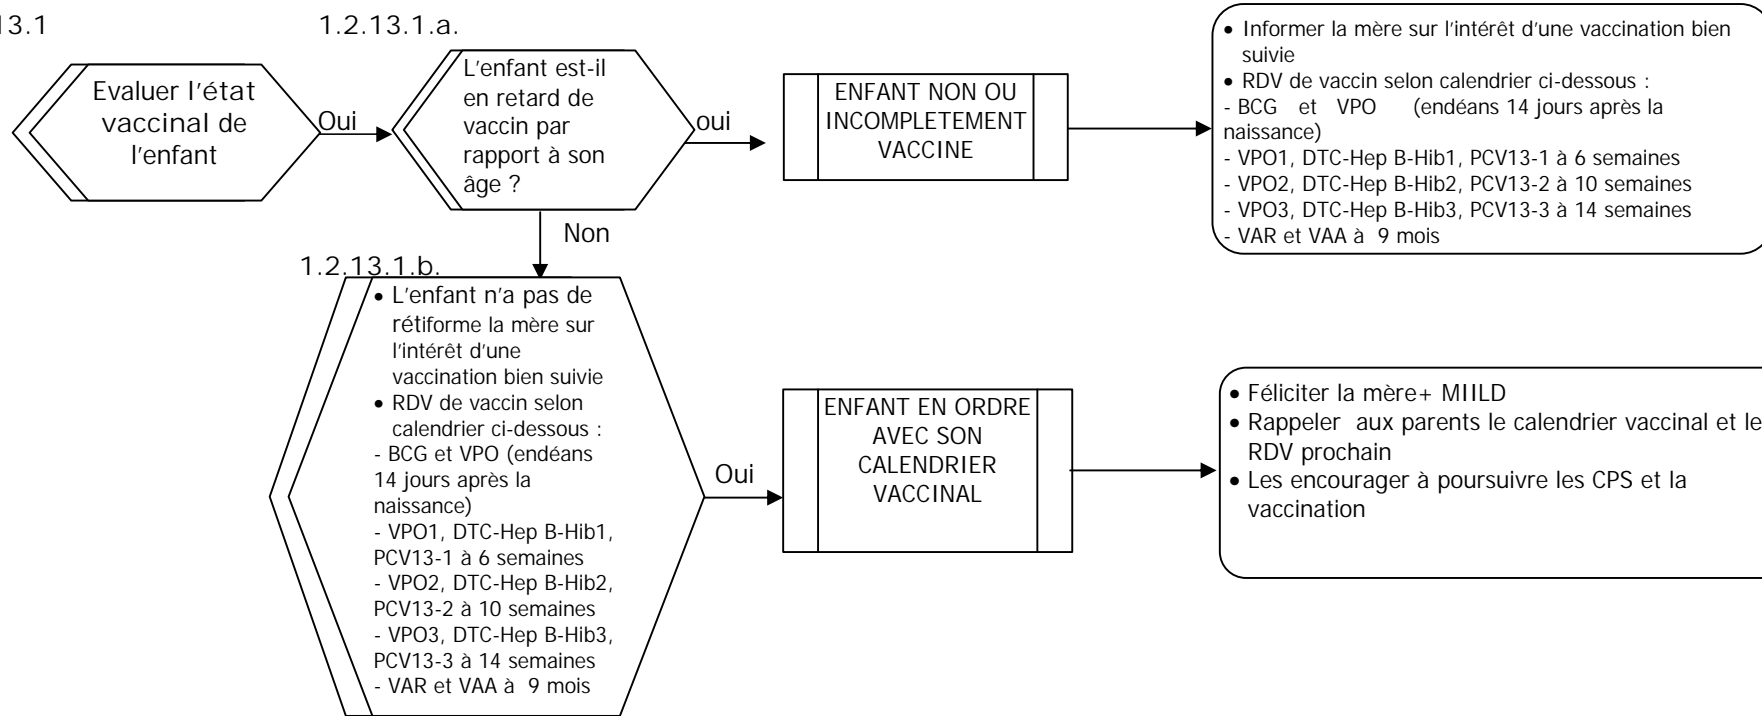 13.1
1.2.13.1.a.
Evaluer l'état
vaccinal de
l'enfant
Oui
L'enfant est-il
en retard de
vaccin par
rapport à son
âge ?
oui
ENFANT NON OU
INCOMPLETEMENT
VACCINE
• Informer la mère sur l'intérêt d'une vaccination bien
suivie
• RDV de vaccin selon calendrier ci-dessous :
- BCG et VPO (endéans 14 jours après la
naissance)
- VPO1, DTC-Hep B-Hib1, PCV13-1 à 6 semaines
- VPO2, DTC-Hep B-Hib2, PCV13-2 à 10 semaines
- VPO3, DTC-Hep B-Hib3, PCV13-3 à 14 semaines
- VAR et VAA à 9 mois
Non
1.2.13.1.b.
• L'enfant n'a pas de
rétiforme la mère sur
l'intérêt d'une
vaccination bien suivie
• RDV de vaccin selon
calendrier ci-dessous :
- BCG et VPO (endéans
14 jours après la
naissance)
- VPO1, DTC-Hep B-Hib1,
PCV13-1 à 6 semaines
- VPO2, DTC-Hep B-Hib2,
PCV13-2 à 10 semaines
- VPO3, DTC-Hep B-Hib3,
PCV13-3 à 14 semaines
- VAR et VAA à 9 mois
Oui
ENFANT EN ORDRE
AVEC SON
CALENDRIER
VACCINAL
• Féliciter la mère+ MIILD
• Rappeler aux parents le calendrier vaccinal et le
RDV prochain
• Les encourager à poursuivre les CPS et la
vaccination